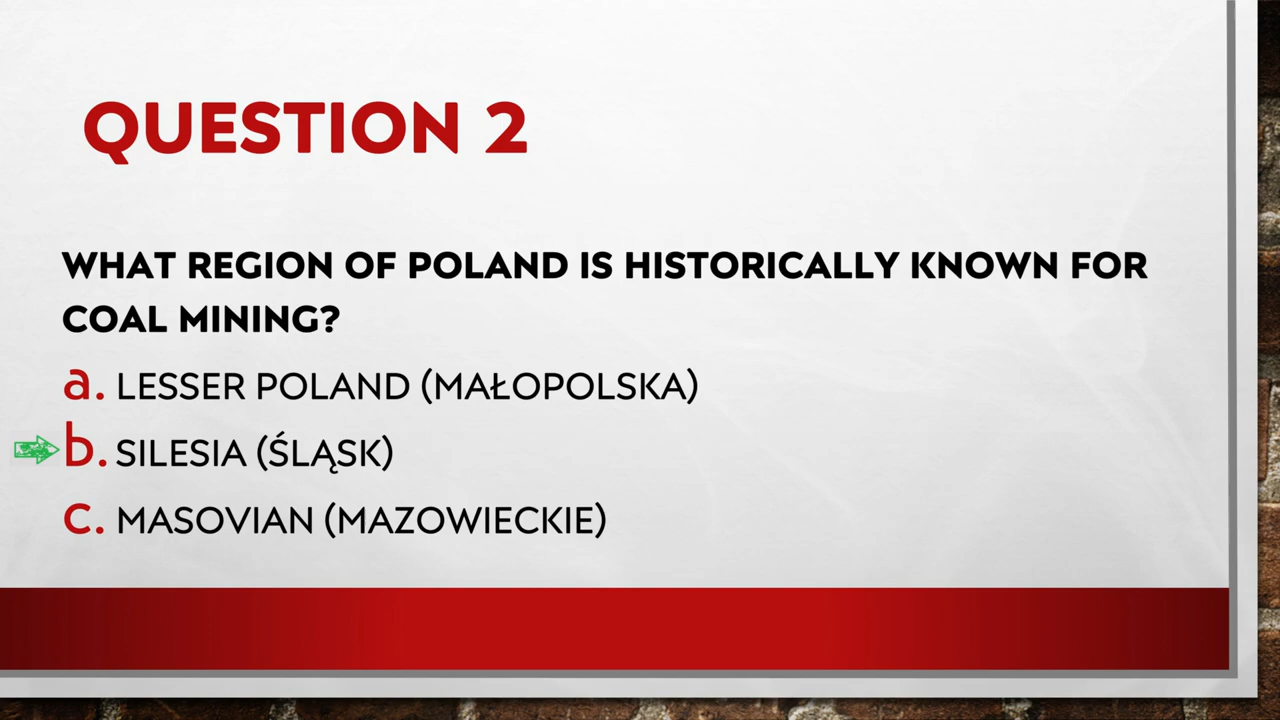 QUESTION 2
WHAT REGION OF POLAND IS HISTORICALLY KNOWN FOR
COAL MINING?
a. LESSER POLAND (MAŁOPOLSKA)
b. SILESIA (ŚLĄSK)
c. MASOVIAN (MAZOWIECKIE)